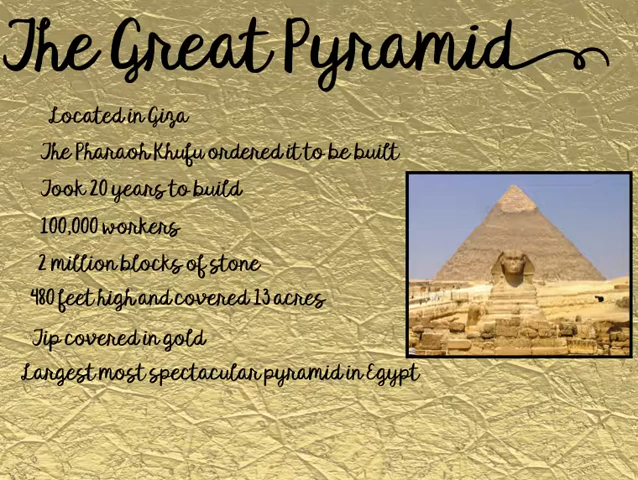 The Great Pyramid
Located in Giza
The Pharaoh Khufu ordered it to be built
Took 20 years to build
100,000 workers
2 million blocks of stone
480 feet high and covered 13 acres
Tip covered in gold
Largest most spectacular pyramid in Egypt